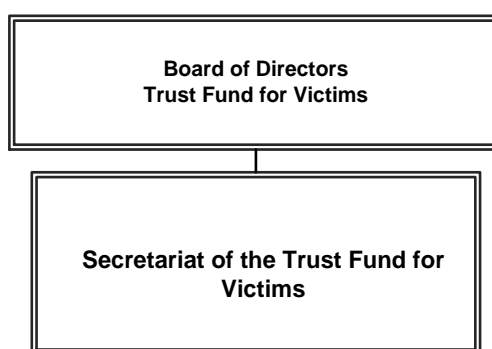 Board of Directors
Trust Fund for Victims
Secretariat of the Trust Fund for
Victims